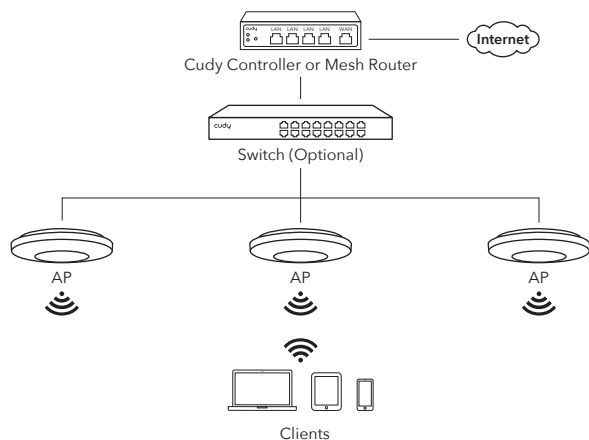 cudy
LAN LAN LAN LAN WAN
Internet
Cudy Controller or Mesh Router
cudy
Switch (Optional)
AP
AP
AP
Clients